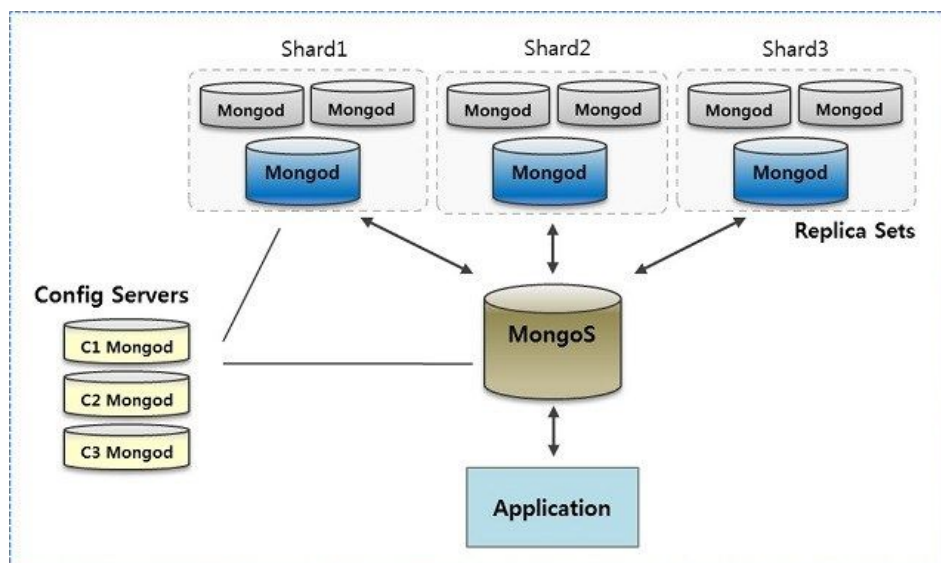 Shard1 Shard2 Shard3
Mongod Mongod Mongod Mongod Mongod Mongod
Mongod Mongod Mongod
Replica Sets
Config Servers
MongoS
C1 Mongod
C2 Mongod
C3 Mongod
Application